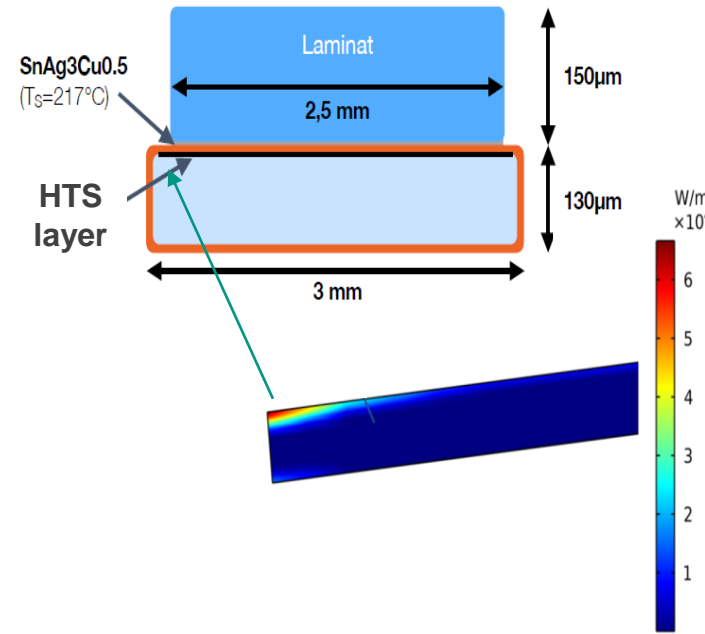 Laminat
SnAg3Cu0.5
(Ts=217°C)
2,5 mm
150µm
HTS
layer
130µm
3 mm
W/m
×10
6
5
4
3
2
1